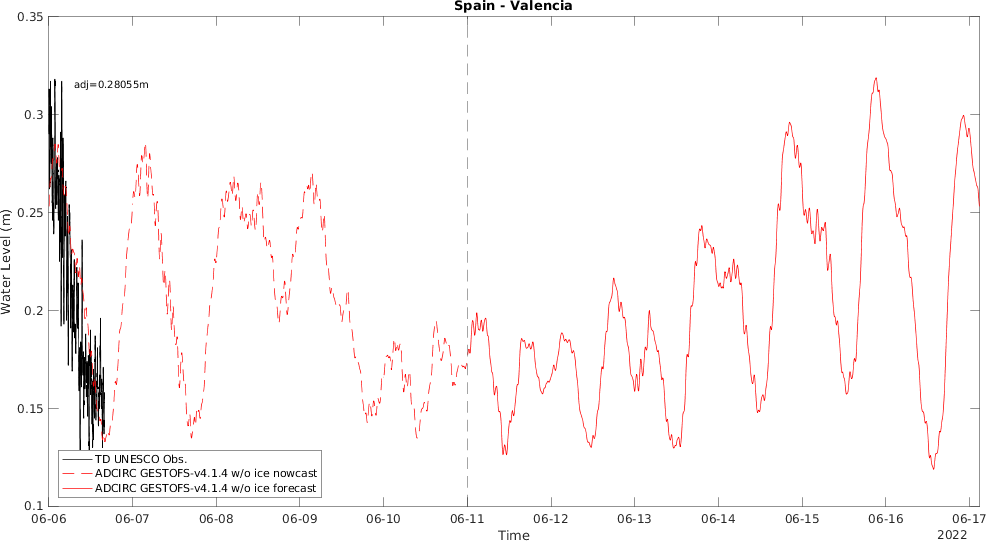 Spain - Valencia
0.35
adj=0.28055m
0.3
0.25
Water Level (m)
0.2
0.15
TD UNESCO Obs.
ADCIRC GESTOFS-v4.1.4 w/o ice nowcast
ADCIRC GESTOFS-v4.1.4 w/o ice forecast
0.1
06-06 06-07 06-08 06-09 06-10 06-11 06-12 06-13 06-14 06-15 06-16 06-17
Time
2022